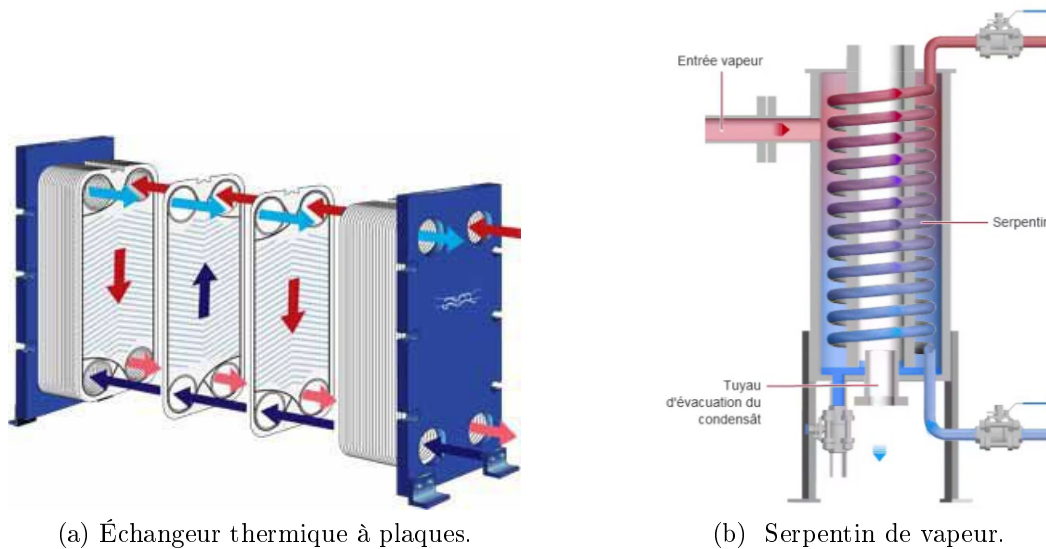 Entrée vapeur
Serpentin
Tuyau
d'évacuation du
condensât
(a) Échangeur thermique à plaques.
(b) Serpentin de vapeur.